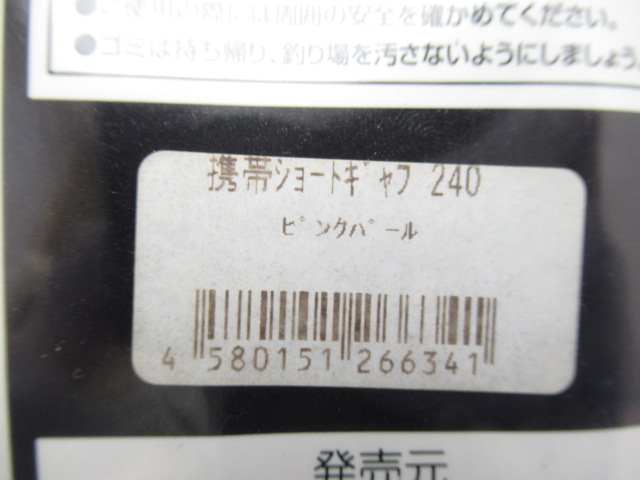 ●ご使用の際には周囲の安全を確かめてください。
●ゴミは持ち帰り、釣り場を汚さないようにしましょう。
携帯ショートギャフ 240
ピンクパール
4 580151 266341
発売元